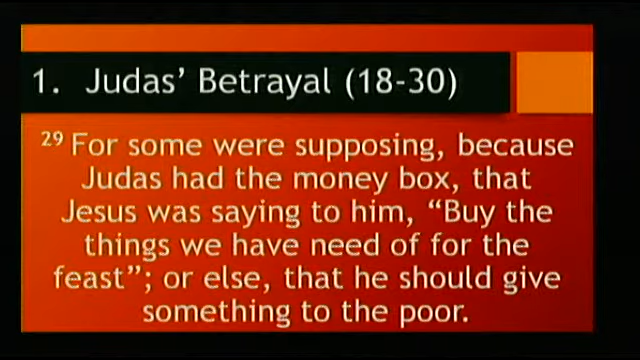 1. Judas’ Betrayal (18-30)
29 For some were supposing, because
Judas had the money box, that
Jesus was saying to him, “Buy the
things we have need of for the
feast”; or else, that he should give
something to the poor.